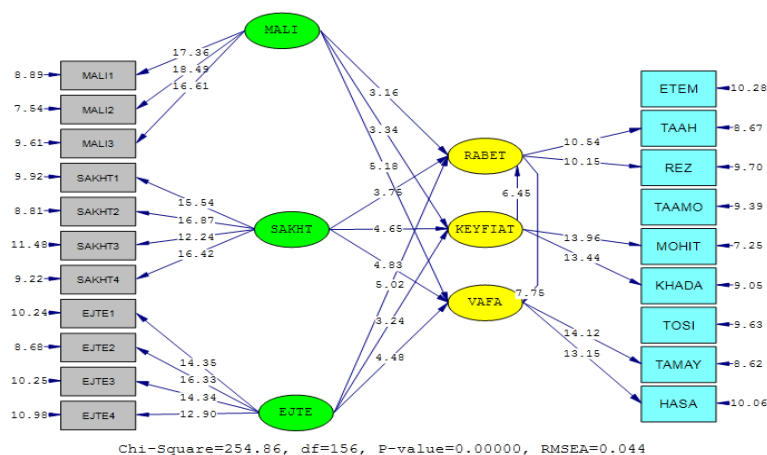 MALI
17.36
8.89 MALI1
18.49
7.54 MALI2
16.61
9.61 MALI3
3.16
3.34
5.18
ETEM 10.28
TAAH 8.67
10.54
RABET
10.15
REZ 9.70
9.92 SAKHT1
15.54
8.81 SAKHT2
16.87
SAKHT
12.24
11.48 SAKHT3
16.42
9.22 SAKHT4
3.75
6.45
4.65
KEYFIAT
4.83
TAAMO 9.39
13.96
MOHIT 7.25
13.44
KHADA 9.05
5.02
7.75
VAFA
3.24
4.48
10.24 EJTE1
14.35
8.68 EJTE2
16.33
10.25 EJTE3
14.34
10.98 EJTE4
12.90
EJTE
TOSI 9.63
14.12
TAMAY 8.62
13.15
HASA 10.06
Chi-Square=254.86, df=156, P-value=0.00000, RMSEA=0.044